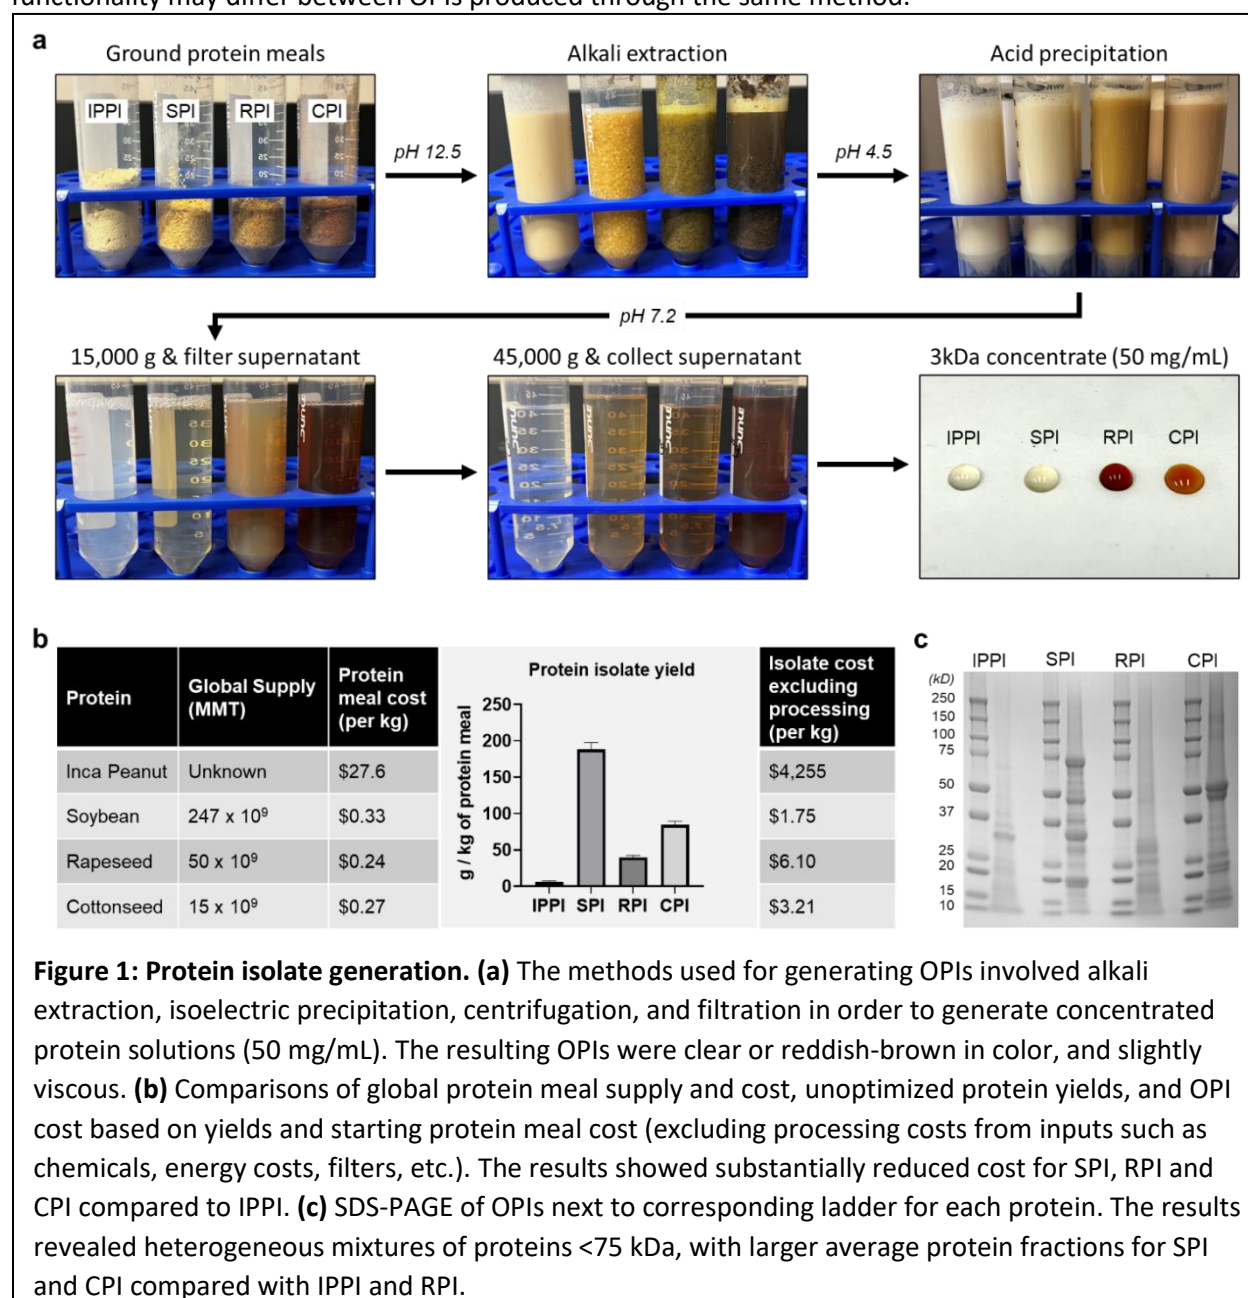 functionality may differ between OPIs produced through the same method.
a
Ground protein meals
Alkali extraction
Acid precipitation
IPPI
SPI
RPI
CPI
pH 12.5
pH 4.5
pH 7.2
15,000 g & filter supernatant
45,000 g & collect supernatant
3kDa concentrate (50 mg/mL)
IPPI
SPI
RPI
CPI
b
Protein
Global Supply
(MMT)
Protein
meal cost
(per kg)
Protein isolate yield
Isolate cost
excluding
processing
(per kg)
Inca Peanut Unknown $27.6 $4,255
Soybean 247 x 10⁹ $0.33 $1.75
Rapeseed 50 x 10⁹ $0.24 $6.10
Cottonseed 15 x 10⁹ $0.27 $3.21
g / kg of protein meal
250
200
150
100
50
0
IPPI SPI RPI CPI
c
IPPI SPI RPI CPI
(kD)
250
150
100
75
50
37
25
20
15
10
Figure 1: Protein isolate generation. (a) The methods used for generating OPIs involved alkali
extraction, isoelectric precipitation, centrifugation, and filtration in order to generate concentrated
protein solutions (50 mg/mL). The resulting OPIs were clear or reddish-brown in color, and slightly
viscous. (b) Comparisons of global protein meal supply and cost, unoptimized protein yields, and OPI
cost based on yields and starting protein meal cost (excluding processing costs from inputs such as
chemicals, energy costs, filters, etc.). The results showed substantially reduced cost for SPI, RPI and
CPI compared to IPPI. (c) SDS-PAGE of OPIs next to corresponding ladder for each protein. The results
revealed heterogeneous mixtures of proteins <75 kDa, with larger average protein fractions for SPI
and CPI compared with IPPI and RPI.